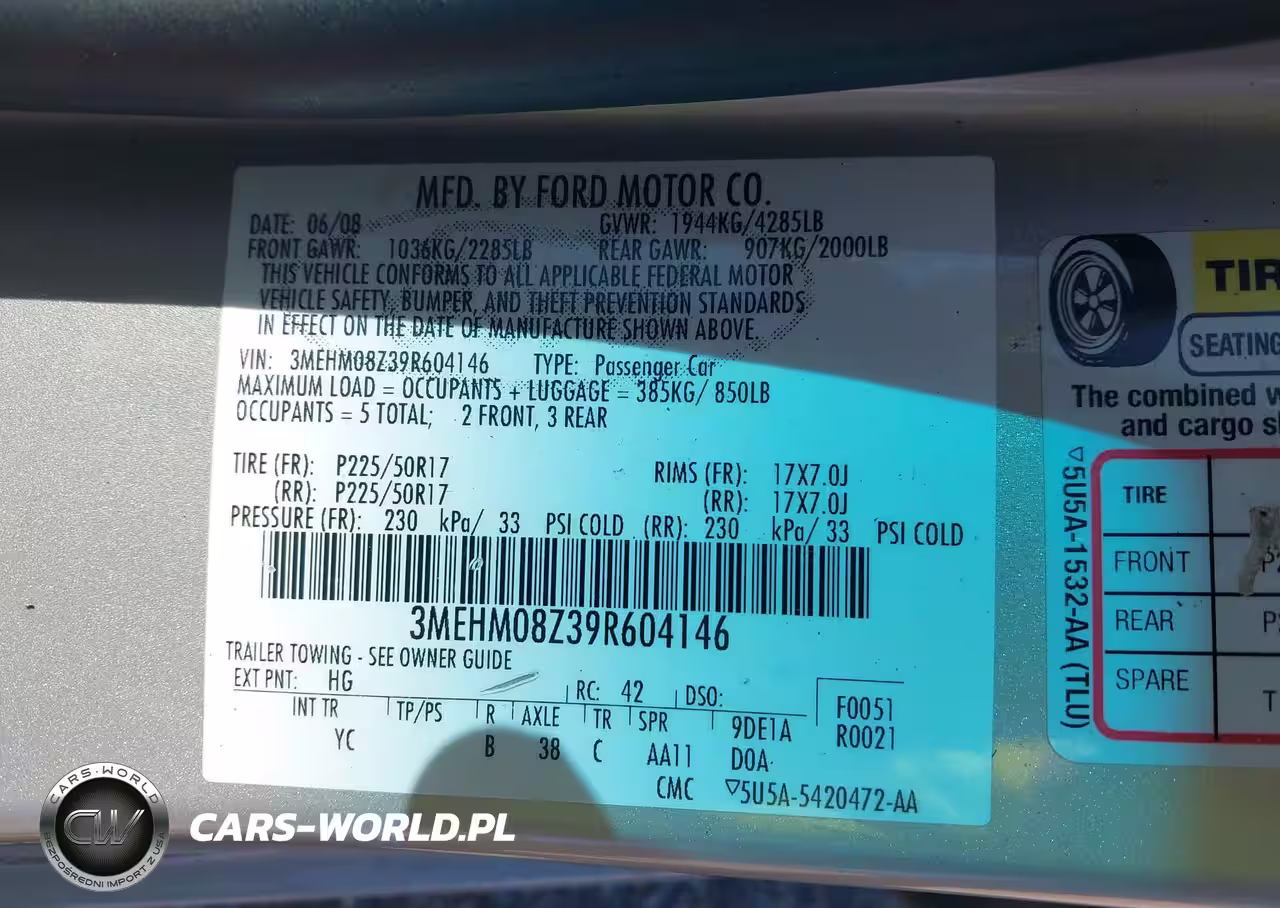 MFD. BY FORD MOTOR CO.
DATE: 06/08 GVWR: 1944KG/4285LB
FRONT GAWR: 1036KG/2285LB REAR GAWR: 907KG/2000LB
THIS VEHICLE CONFORMS TO ALL APPLICABLE FEDERAL MOTOR
VEHICLE SAFETY, BUMPER, AND THEFT PREVENTION STANDARDS
IN EFFECT ON THE DATE OF MANUFACTURE SHOWN ABOVE.
VIN: 3MEHM08Z39R604146 TYPE: Passenger Car
MAXIMUM LOAD = OCCUPANTS + LUGGAGE = 385KG/ 850LB
OCCUPANTS = 5 TOTAL; 2 FRONT, 3 REAR
TIRE (FR): P225/50R17 RIMS (FR): 17X7.0J
(RR): P225/50R17 (RR): 17X7.0J
PRESSURE (FR): 230 kPa/ 33 PSI COLD (RR): 230 kPa/ 33 PSI COLD
3MEHM08Z39R604146
TRAILER TOWING - SEE OWNER GUIDE
EXT PNT: HG RC: 42 DSO:
INT TR TP/PS R AXLE TR SPR 9DE1A F0051
YC B 38 C AA11 DOA R0021
CMC ▽5U5A-5420472-AA
TIR
SEATING
The combined w
and cargo s
▽5U5A-1532-AA (TLU)
TIRE
FRONT P2
REAR P
SPARE T
CARS-WORLD
CW
BEZPOŚREDNI IMPORT Z USA
CARS-WORLD.PL